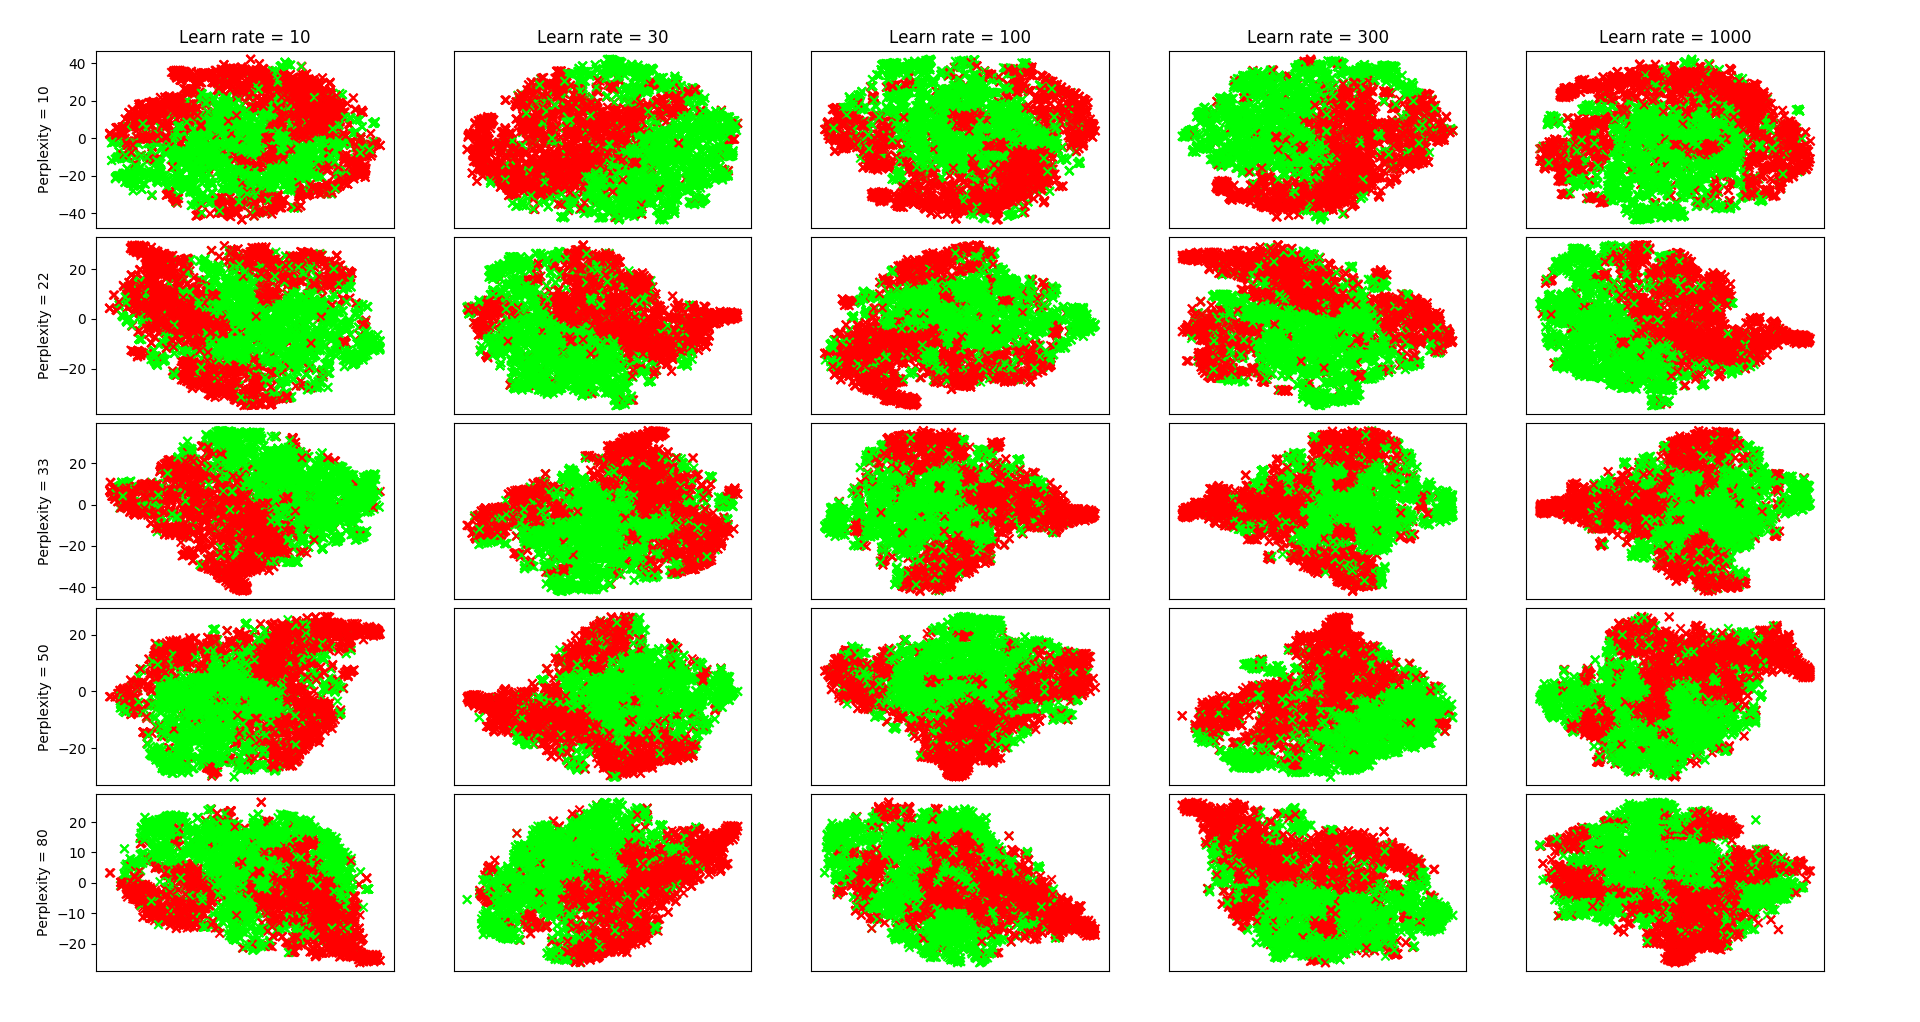 Learn rate = 10
Learn rate = 30
Learn rate = 100
Learn rate = 300
Learn rate = 1000
Perplexity = 10
40
20
0
−20
−40
Perplexity = 22
20
0
−20
Perplexity = 33
20
0
−20
−40
Perplexity = 50
20
0
−20
Perplexity = 80
20
10
0
−10
−20